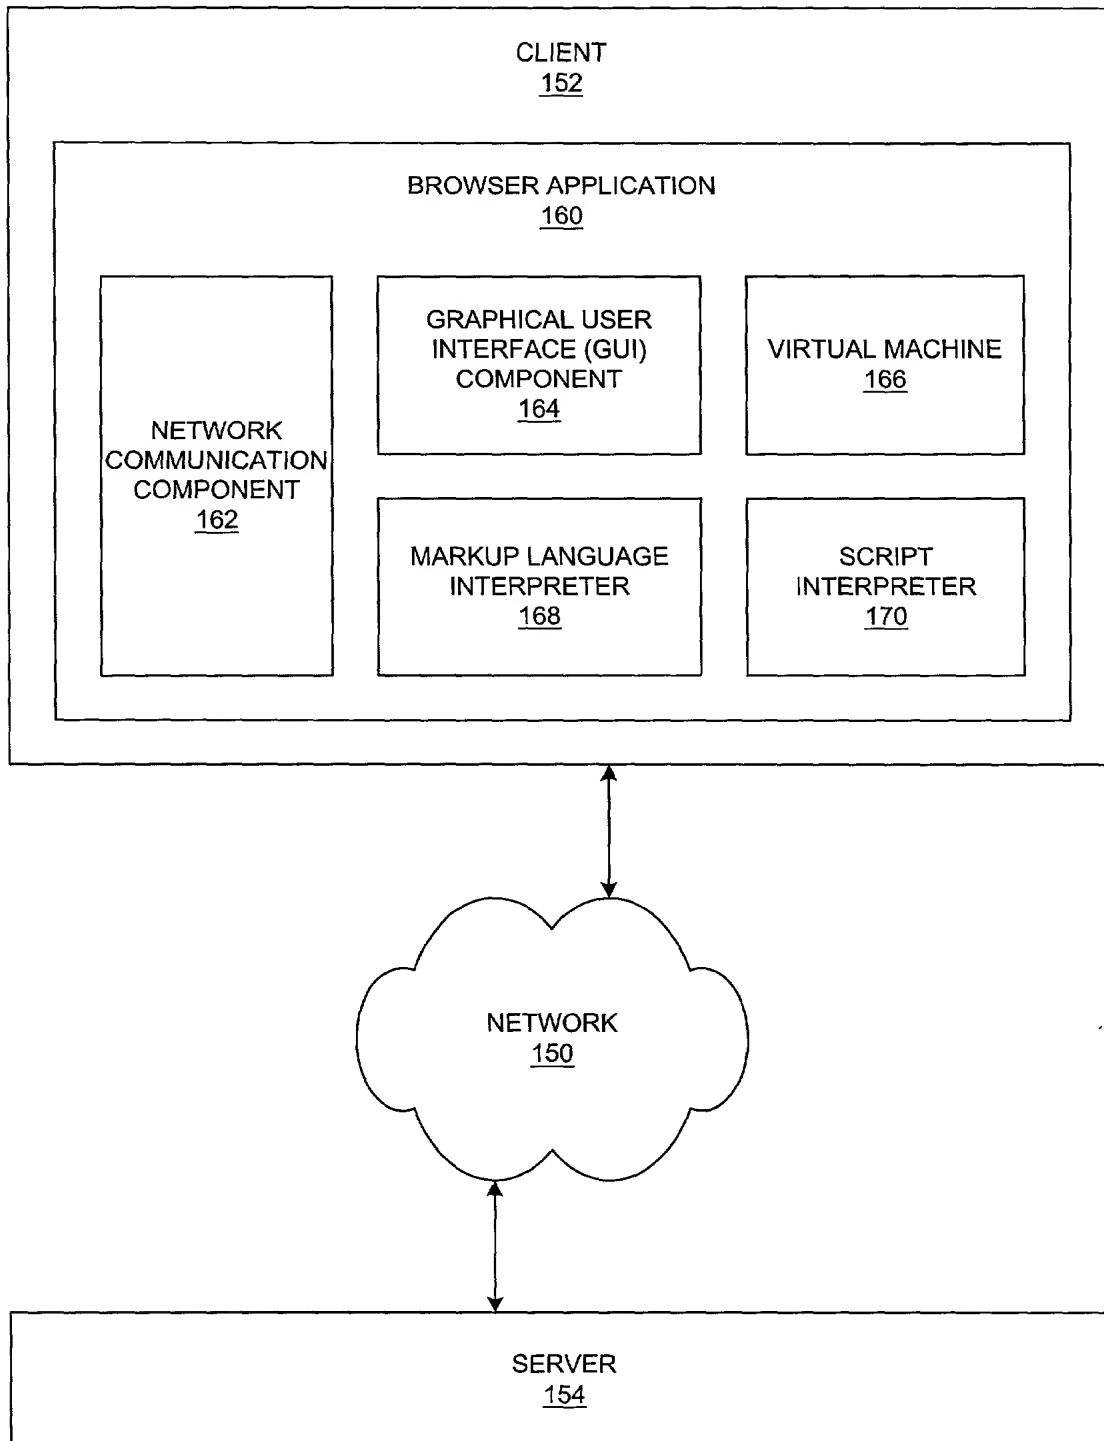 CLIENT
152
BROWSER APPLICATION
160
NETWORK
COMMUNICATION
COMPONENT
162
GRAPHICAL USER
INTERFACE (GUI)
COMPONENT
164
VIRTUAL MACHINE
166
MARKUP LANGUAGE
INTERPRETER
168
SCRIPT
INTERPRETER
170
NETWORK
150
SERVER
154